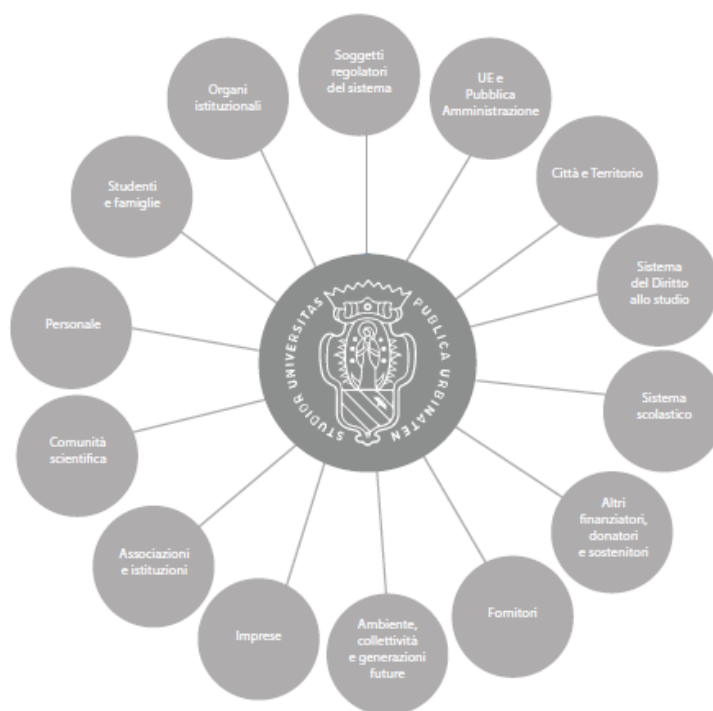 Soggetti
regolatori
del sistema
UE e
Pubblica
Amministrazione
Città e Territorio
Sistema
del Diritto
allo studio
Sistema
scolastico
Altri
finanziatori,
donatori
e sostenitori
Fornitori
Ambiente,
collettività
e generazioni
future
Imprese
Associazioni
e istituzioni
Comunità
scientifica
Personale
Studenti
e famiglie
Organi
istituzionali
STUDIOR UNIVERSITAS PUBLICA URBINATEN